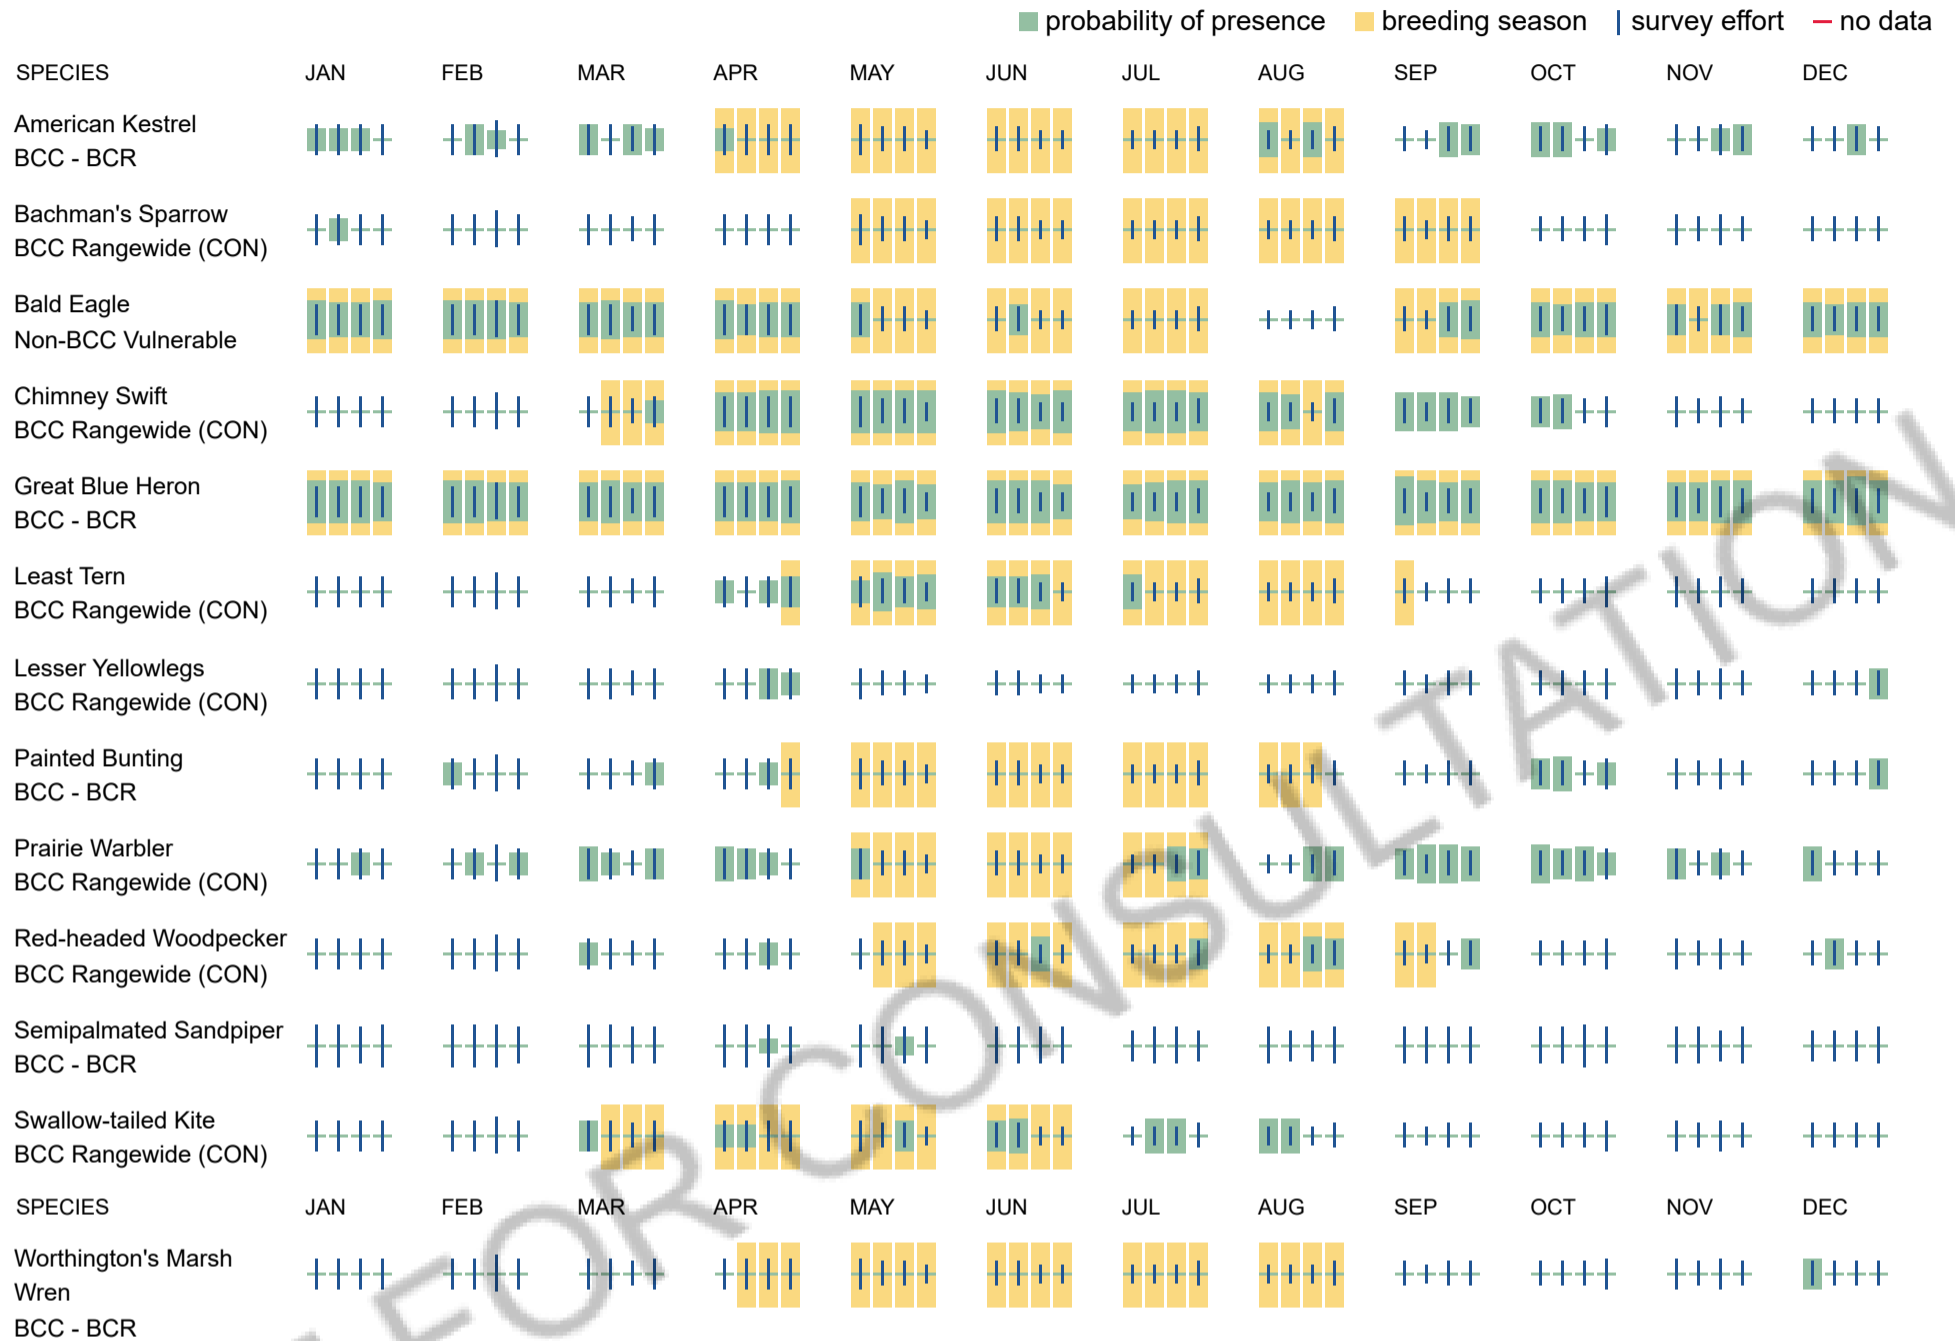 probability of presence breeding season survey effort no data
SPECIES JAN FEB MAR APR MAY JUN JUL AUG SEP OCT NOV DEC
American Kestrel
BCC - BCR
Bachman's Sparrow
BCC Rangewide (CON)
Bald Eagle
Non-BCC Vulnerable
Chimney Swift
BCC Rangewide (CON)
Great Blue Heron
BCC - BCR
Least Tern
BCC Rangewide (CON)
Lesser Yellowlegs
BCC Rangewide (CON)
Painted Bunting
BCC - BCR
Prairie Warbler
BCC Rangewide (CON)
Red-headed Woodpecker
BCC Rangewide (CON)
Semipalmated Sandpiper
BCC - BCR
Swallow-tailed Kite
BCC Rangewide (CON)
SPECIES JAN FEB MAR APR MAY JUN JUL AUG SEP OCT NOV DEC
Worthington's Marsh
Wren
BCC - BCR
FOR CONSULTATION